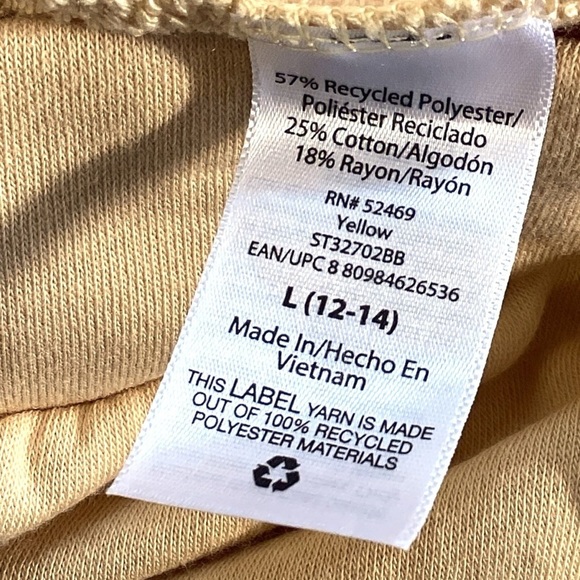 57% Recycled Polyester/
Poliéster Reciclado
25% Cotton/Algodón
18% Rayon/Rayón
RN# 52469
Yellow
ST32702BB
EAN/UPC 8 80984626536
L (12-14)
Made In/Hecho En
Vietnam
THIS LABEL YARN IS MADE
OUT OF 100% RECYCLED
POLYESTER MATERIALS